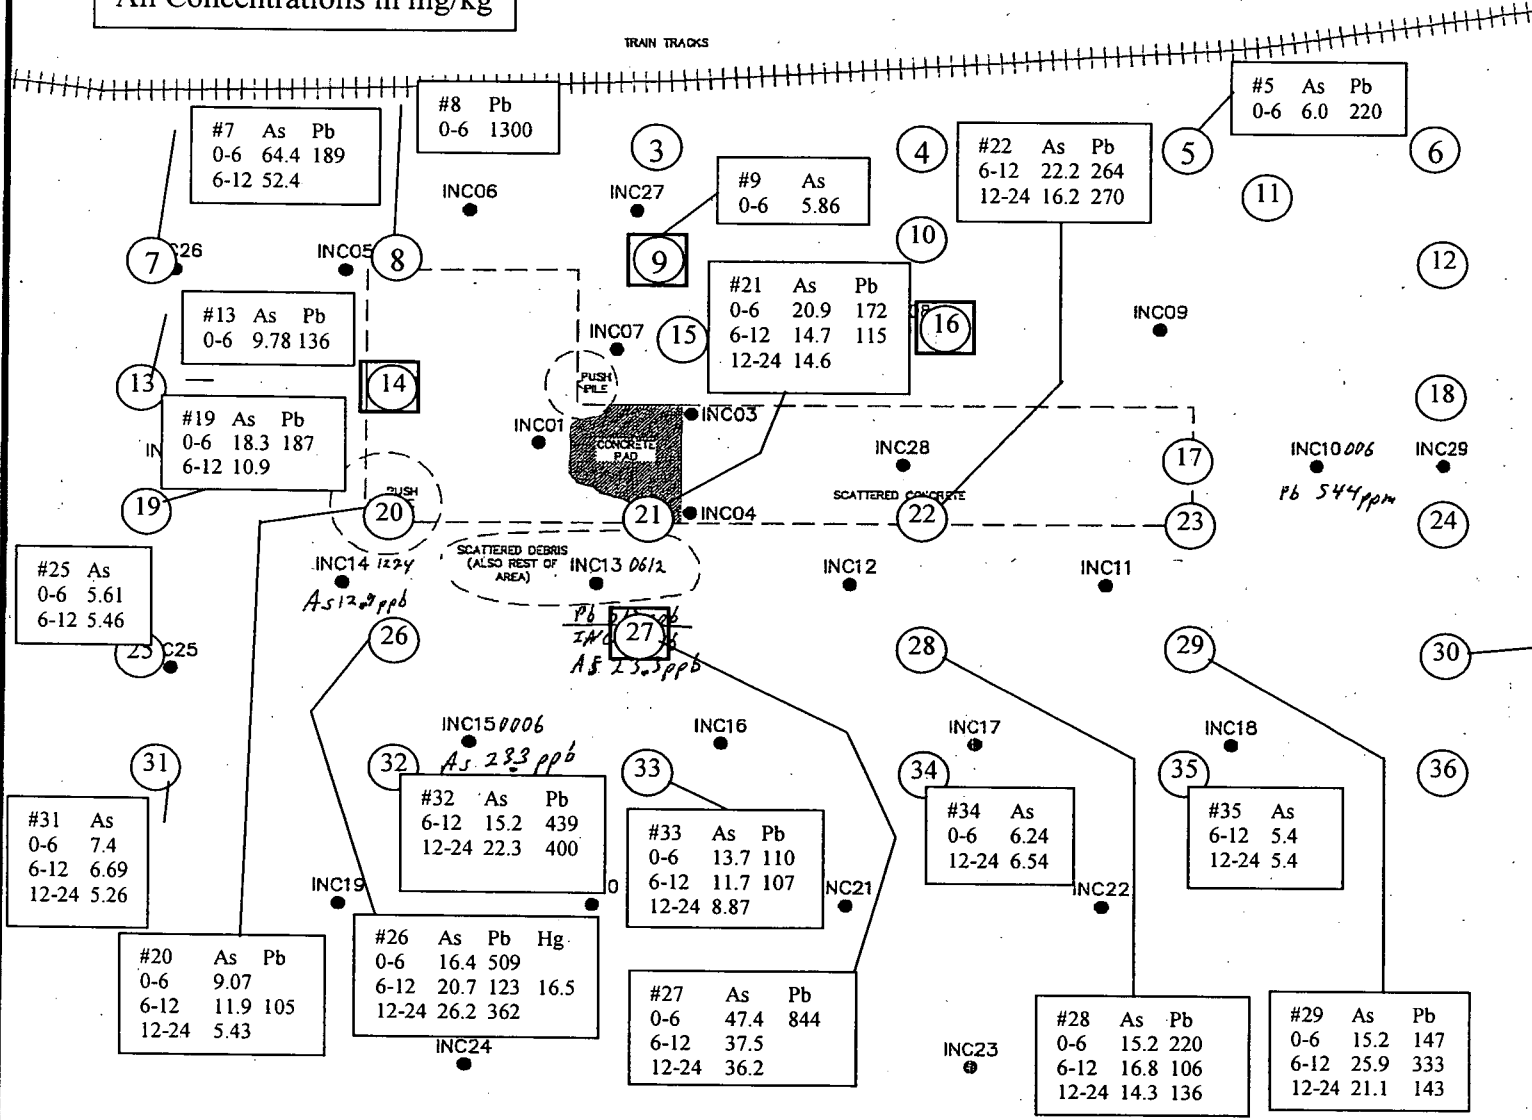 All Concentrations in mg/kg
TRAIN TRACKS
#8 Pb
0-6 1300
#5 As Pb
0-6 6.0 220
#7 As Pb
0-6 64.4 189
6-12 52.4
3
4
#22 As Pb
6-12 22.2 264
12-24 16.2 270
5
6
#9 As
0-6 5.86
INC06
INC27
11
10
7
C26
INC05
8
9
12
#21 As Pb
0-6 20.9 172
6-12 14.7 115
12-24 14.6
#13 As Pb
0-6 9.78 136
INC07
15
16
INC09
13
14
PUSH
PILE
18
#19 As Pb
0-6 18.3 187
6-12 10.9
INC01
INC03
CONCRETE
PAD
INC28
17
INC10 006
INC29
Pb 544ppm
IN
PUSH
SCATTERED CONCRETE
19
20
21
INC04
22
23
24
SCATTERED DEBRIS
(ALSO REST OF
AREA)
INC14 1224
As 12.9 ppb
INC13 0612
INC12
INC11
#25 As
0-6 5.61
6-12 5.46
Pb
27
As 23.3 ppb
25
C25
26
28
29
30
INC15 0006
As 23.3 ppb
INC16
INC17
INC18
31
32
33
34
35
36
#32 As Pb
6-12 15.2 439
12-24 22.3 400
#31 As
0-6 7.4
6-12 6.69
12-24 5.26
#33 As Pb
0-6 13.7 110
6-12 11.7 107
12-24 8.87
#34 As
0-6 6.24
12-24 6.54
#35 As
6-12 5.4
12-24 5.4
INC19
0
NC21
INC22
#20 As Pb
0-6 9.07
6-12 11.9 105
12-24 5.43
#26 As Pb Hg
0-6 16.4 509
6-12 20.7 123 16.5
12-24 26.2 362
#27 As Pb
0-6 47.4 844
6-12 37.5
12-24 36.2
#28 As Pb
0-6 15.2 220
6-12 16.8 106
12-24 14.3 136
#29 As Pb
0-6 15.2 147
6-12 25.9 333
12-24 21.1 143
INC24
INC23